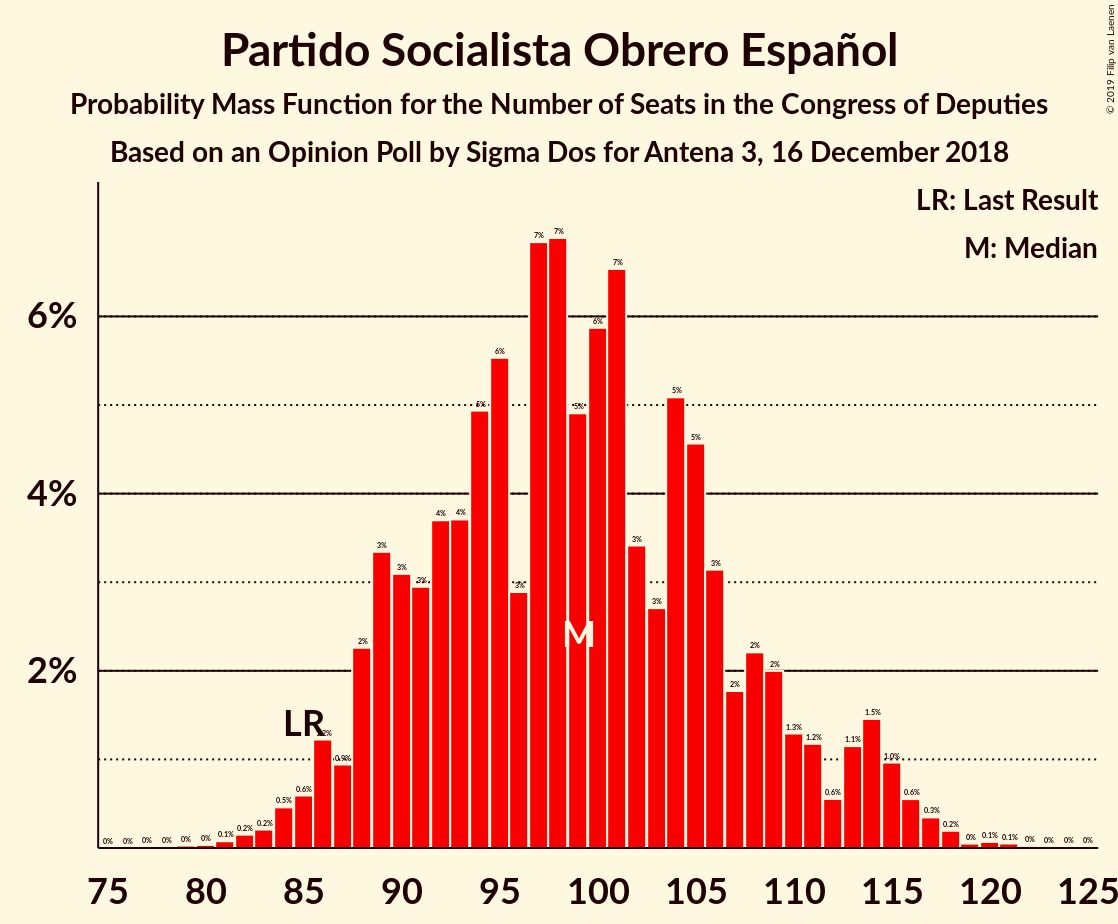 Partido Socialista Obrero Español
Probability Mass Function for the Number of Seats in the Congress of Deputies
Based on an Opinion Poll by Sigma Dos for Antena 3, 16 December 2018
© 2019 Filip van Laenen
LR: Last Result
M: Median
6%
4%
2%
0% 0% 0% 0% 0% 0% 0.1% 0.2% 0.2% 0.5% 0.6% 0.9% 2% 3% 3% 3% 4% 4% 5% 6% 3% 7% 7% 5% 6% 7% 3% 3% 5% 5% 3% 2% 2% 2% 1.3% 1.2% 0.6% 1.1% 1.5% 1.0% 0.6% 0.3% 0.2% 0% 0.1% 0.1% 0% 0% 0% 0%
LR
M
75 80 85 90 95 100 105 110 115 120 125